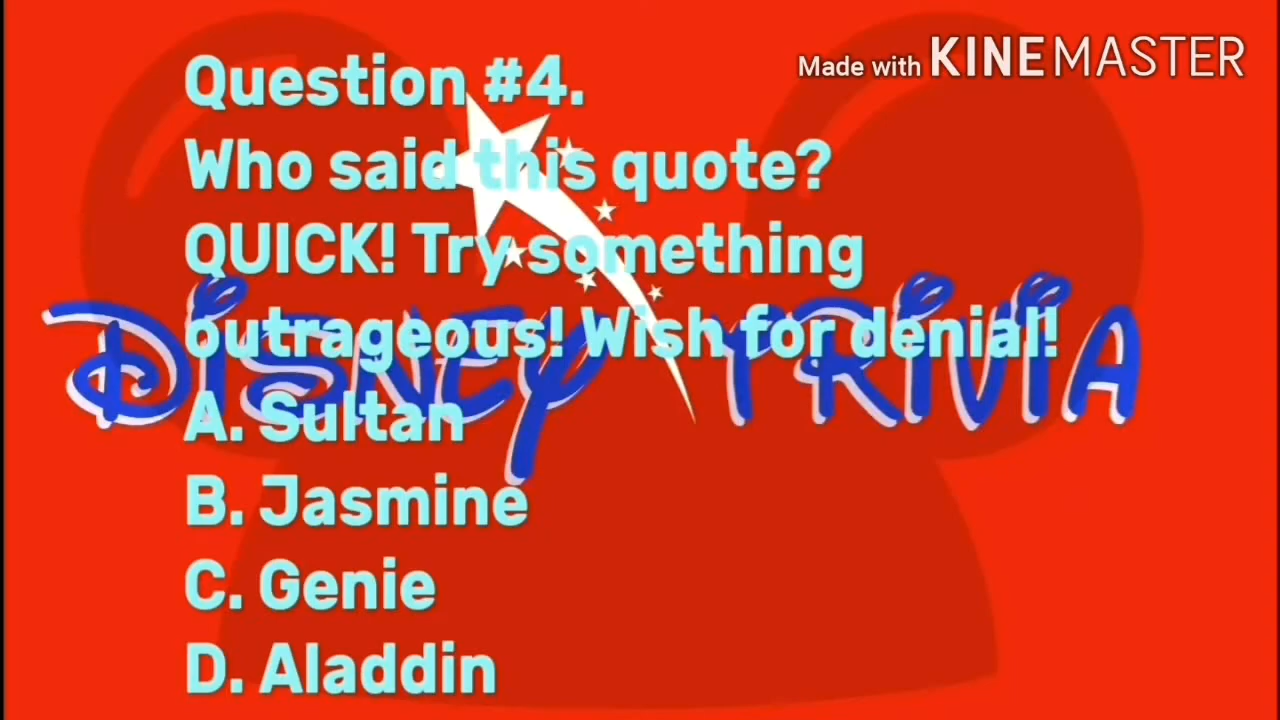 Made with KINEMASTER
Question #4.
Who said this quote?
QUICK! Try something
outrageous! Wish for denial!
DISNEY TRIVIA
A. Sultan
B. Jasmine
C. Genie
D. Aladdin